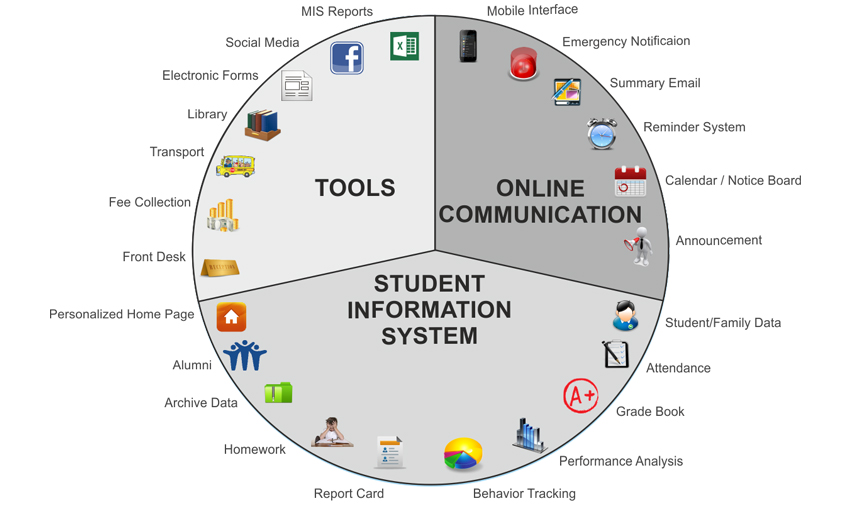 MIS Reports
Social Media
Electronic Forms
Library
Transport
Fee Collection
Front Desk
TOOLS
Mobile Interface
Emergency Notificaion
Summary Email
Reminder System
Calendar / Notice Board
Announcement
ONLINE
COMMUNICATION
STUDENT
INFORMATION
SYSTEM
Student/Family Data
Attendance
Grade Book
A+
Performance Analysis
Behavior Tracking
Report Card
Homework
Archive Data
Alumni
Personalized Home Page